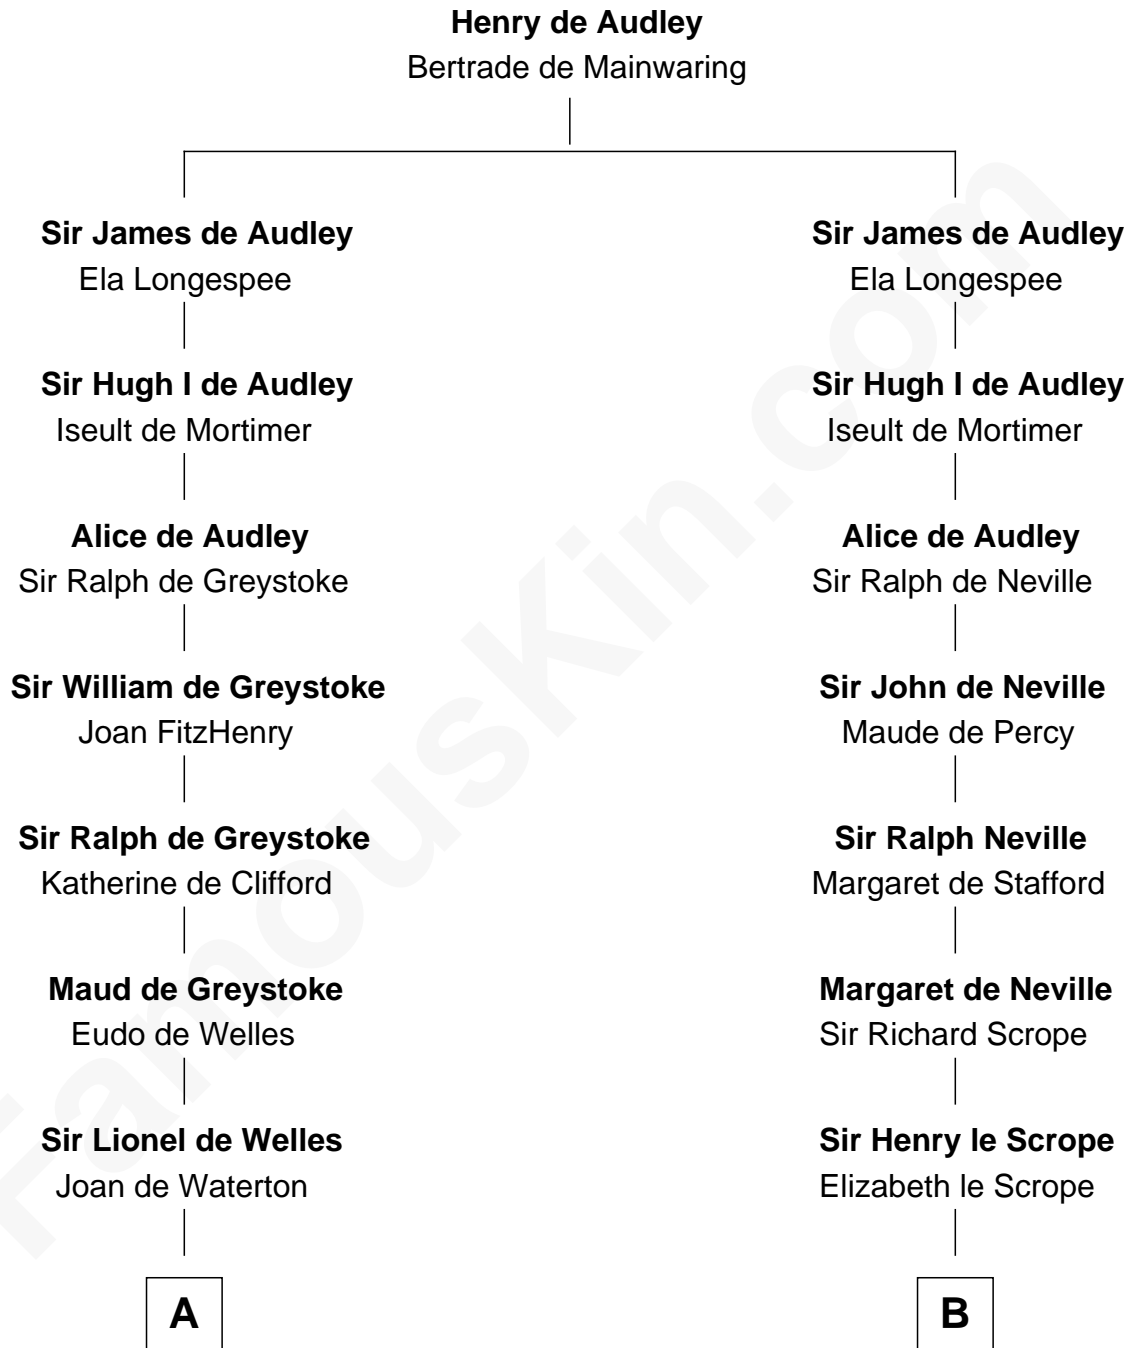 Henry de Audley
Bertrade de Mainwaring
Sir James de Audley
Ela Longespee
Sir Hugh I de Audley
Iseult de Mortimer
Alice de Audley
Sir Ralph de Greystoke
Sir William de Greystoke
Joan FitzHenry
Sir Ralph de Greystoke
Katherine de Clifford
Maud de Greystoke
Eudo de Welles
Sir Lionel de Welles
Joan de Waterton
A
Sir James de Audley
Ela Longespee
Sir Hugh I de Audley
Iseult de Mortimer
Alice de Audley
Sir Ralph de Neville
Sir John de Neville
Maude de Percy
Sir Ralph Neville
Margaret de Stafford
Margaret de Neville
Sir Richard Scrope
Sir Henry le Scrope
Elizabeth le Scrope
B
FamousKin.com